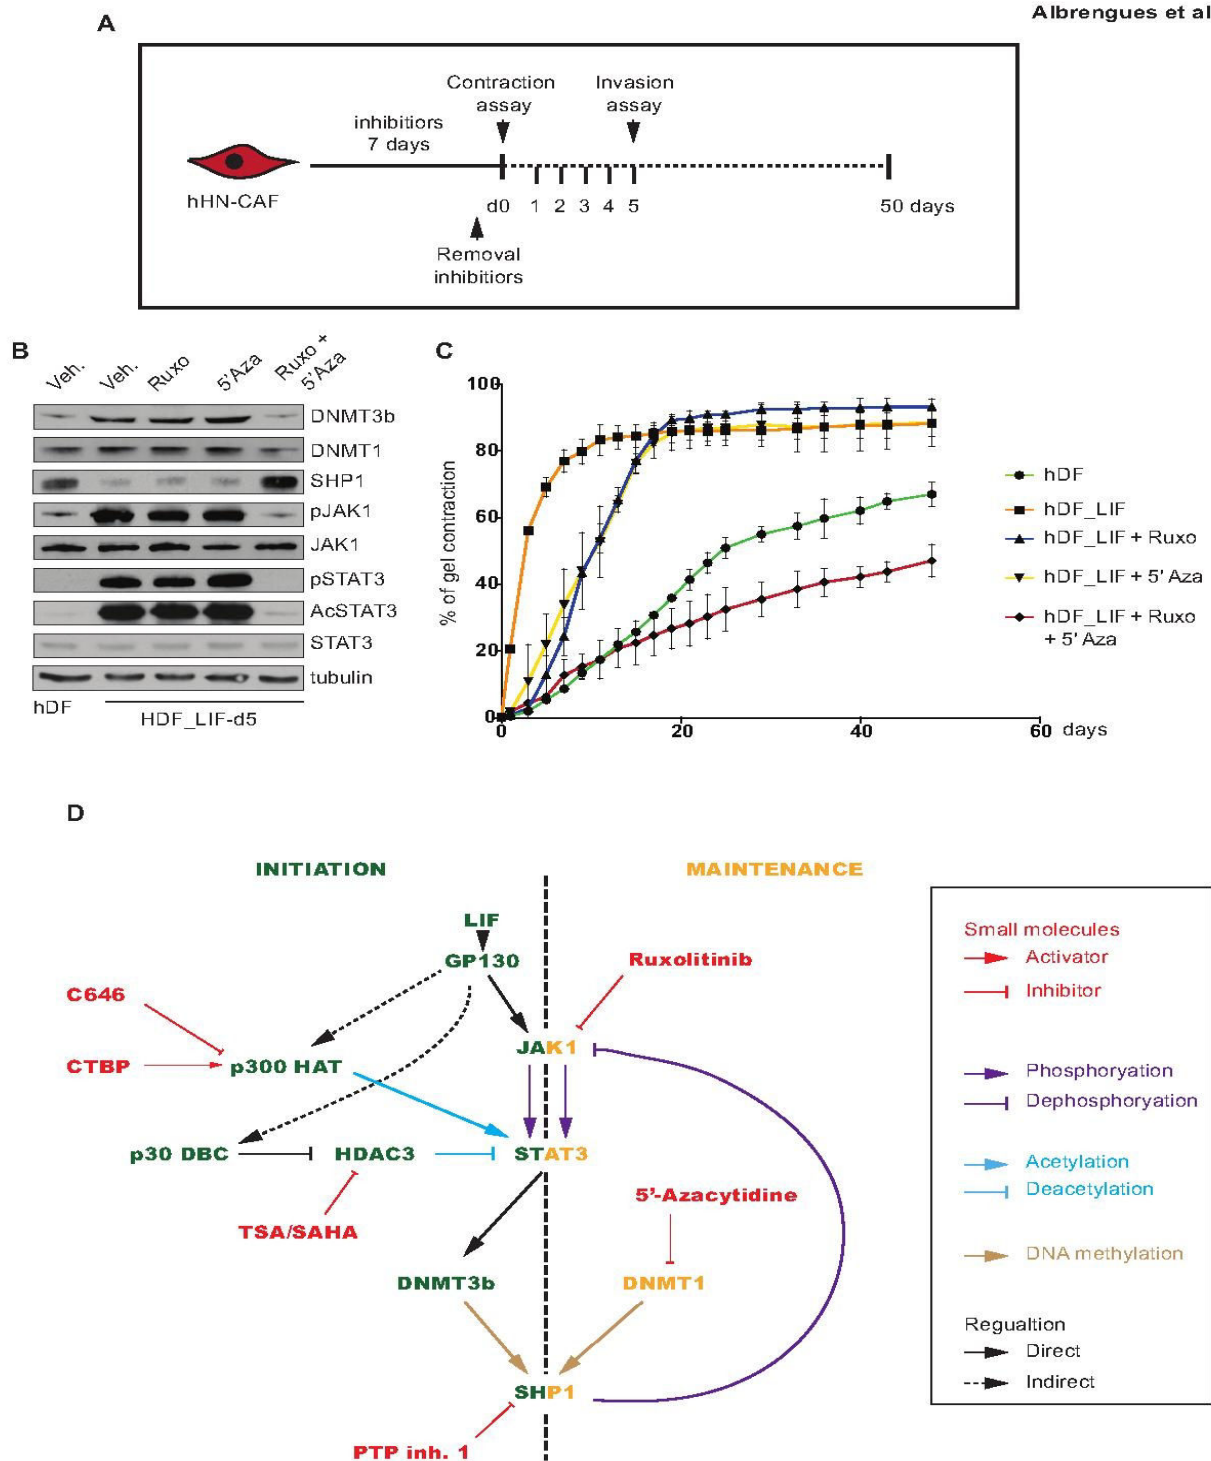 Albrengues et al
A
Contraction
assay
Invasion
assay
inhibitiors
7 days
hHN-CAF
d0 1 2 3 4 5 50 days
Removal
inhibitiors
B
Veh. Veh. Ruxo 5'Aza Ruxo +
5'Aza
DNMT3b
DNMT1
SHP1
pJAK1
JAK1
pSTAT3
AcSTAT3
STAT3
tubulin
hDF
HDF_LIF-d5
C
% of gel contraction
100
80
60
40
20
0
0 20 40 60 days
hDF
hDF_LIF
hDF_LIF + Ruxo
hDF_LIF + 5' Aza
hDF_LIF + Ruxo
+ 5' Aza
D
INITIATION MAINTENANCE
LIF
GP130
Ruxolitinib
C646
JAK1
CTBP
p300 HAT
p30 DBC HDAC3 STAT3
5'-Azacytidine
TSA/SAHA
DNMT3b DNMT1
SHP1
PTP inh. 1
Small molecules
Activator
Inhibitor
Phosphoryation
Dephosphoryation
Acetylation
Deacetylation
DNA methylation
Regualtion
Direct
Indirect